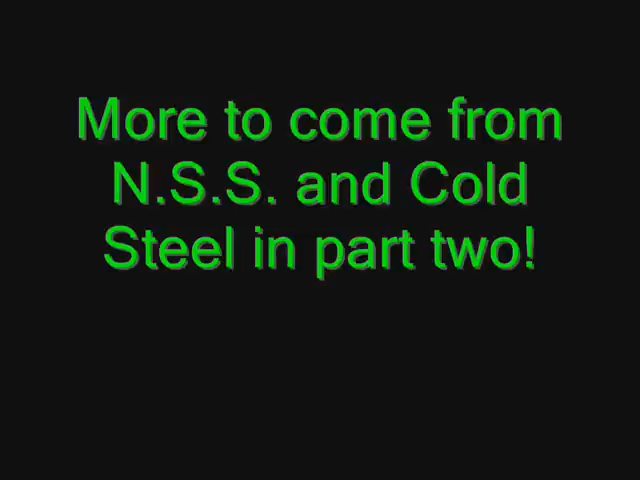 More to come from
N.S.S. and Cold
Steel in part two!